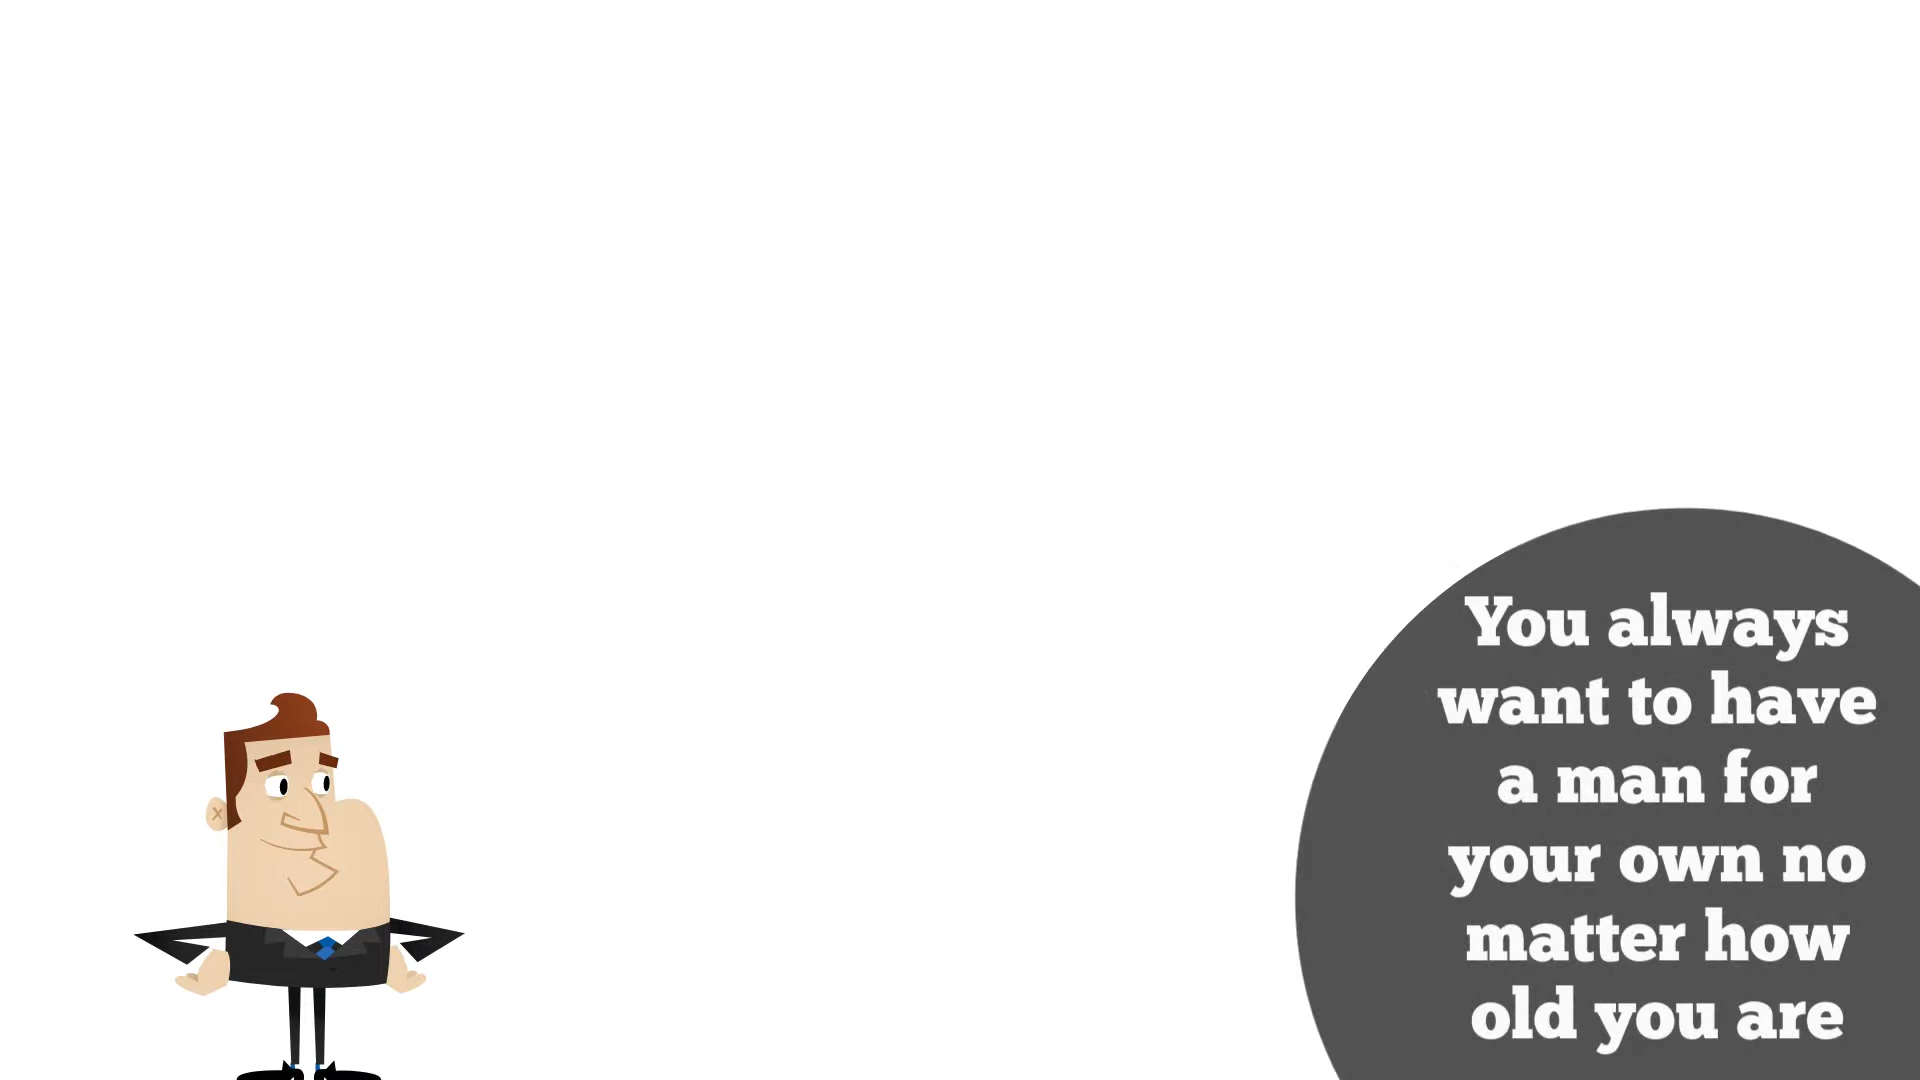 You always
want to have
a man for
your own no
matter how
old you are